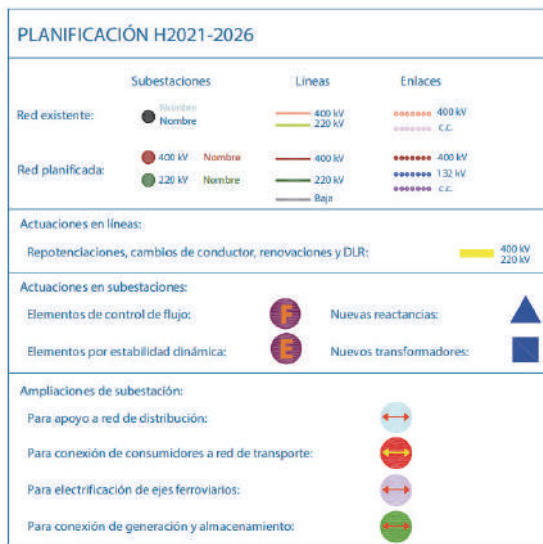 PLANIFICACIÓN H2021-2026
Subestaciones Líneas Enlaces
Red existente: Nombre Nombre 400 kV 220 kV 400 kV c.c.
Red planificada: 400 kV Nombre 400 kV 400 kV
220 kV Nombre 220 kV 132 kV
Baja c.c.
Actuaciones en líneas:
Repotenciaciones, cambios de conductor, renovaciones y DLR: 400 kV 220 kV
Actuaciones en subestaciones:
Elementos de control de flujo: F Nuevas reactancias:
Elementos por estabilidad dinámica: E Nuevos transformadores:
Ampliaciones de subestación:
Para apoyo a red de distribución:
Para conexión de consumidores a red de transporte:
Para electrificación de ejes ferroviarios:
Para conexión de generación y almacenamiento: